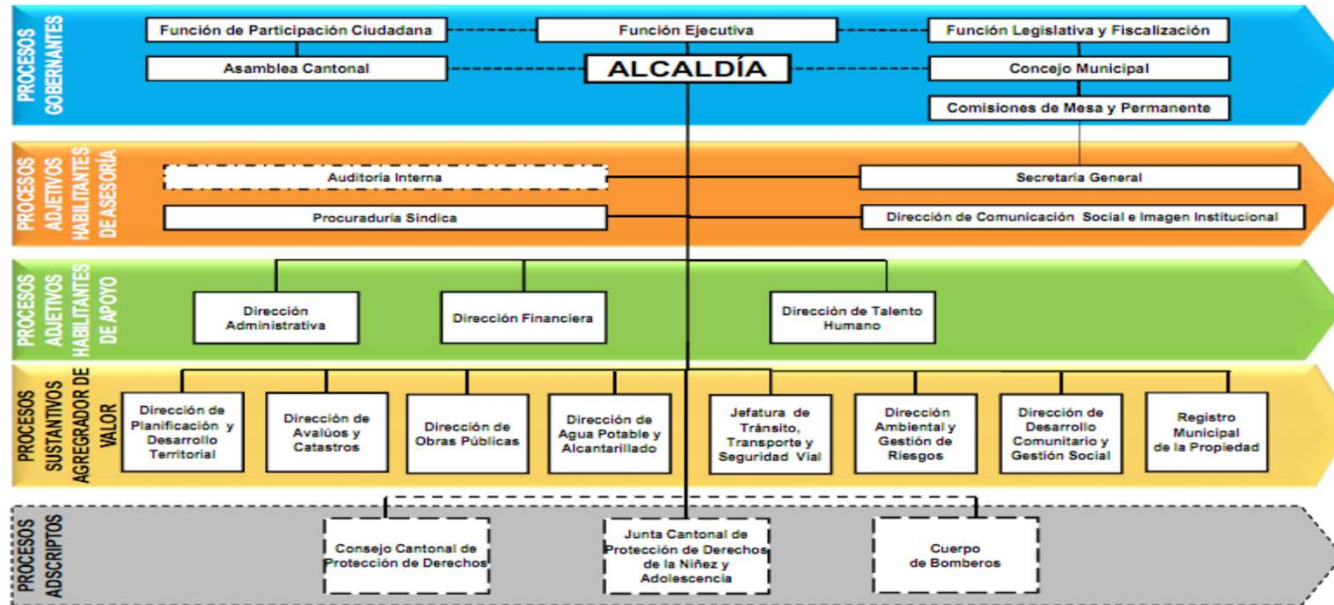 PROCESOS
GOBERNANTES
Función de Participación Ciudadana
Función Ejecutiva
Función Legislativa y Fiscalización
Asamblea Cantonal
ALCALDÍA
Concejo Municipal
Comisiones de Mesa y Permanente
PROCESOS
ADJETIVOS
HABILITANTES
DE ASESORÍA
Auditoría Interna
Secretaría General
Procuraduría Síndica
Dirección de Comunicación Social e Imagen Institucional
PROCESOS
ADJETIVOS
HABILITANTES
DE APOYO
Dirección
Administrativa
Dirección Financiera
Dirección de Talento
Humano
PROCESOS
SUSTANTIVOS
AGREGRADOR DE
VALOR
Dirección de
Planificación y
Desarrollo
Territorial
Dirección de
Avalúos y
Catastros
Dirección de
Obras Públicas
Dirección de
Agua Potable y
Alcantarillado
Jefatura de
Tránsito,
Transporte y
Seguridad Vial
Dirección
Ambiental y
Gestión de
Riesgos
Dirección de
Desarrollo
Comunitario y
Gestión Social
Registro
Municipal
de la Propiedad
PROCESOS
ADSCRIPTOS
Consejo Cantonal de
Protección de Derechos
Junta Cantonal de
Protección de Derechos
de la Niñez y
Adolescencia
Cuerpo
de Bomberos